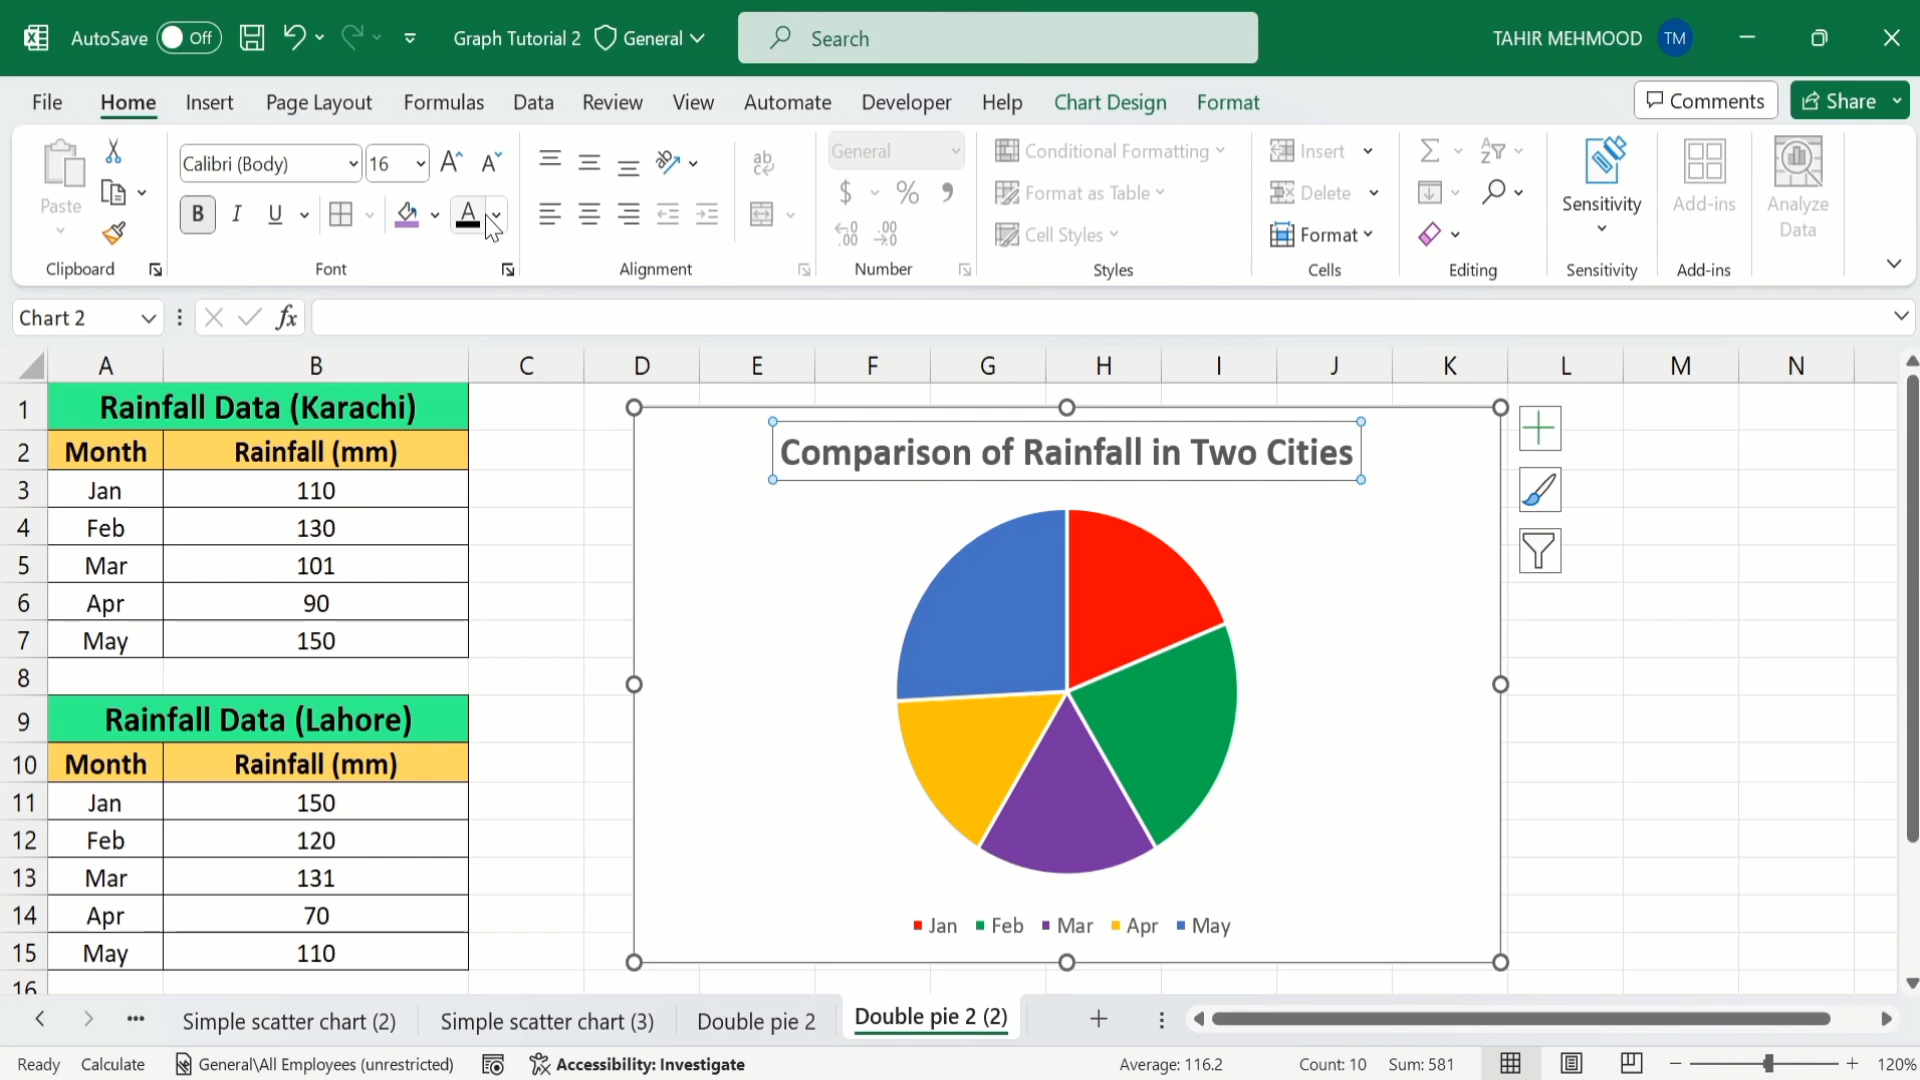 AutoSave Off Graph Tutorial 2 General Search TAHIR MEHMOOD TM
File Home Insert Page Layout Formulas Data Review View Automate Developer Help Chart Design Format Comments Share
Paste
Clipboard
Calibri (Body) 16
B I U A
Font
ab
Alignment
General
$ % ,
.00 .00
Number
Conditional Formatting
Format as Table
Cell Styles
Styles
Insert
Delete
Format
Cells
Editing
Sensitivity
Sensitivity
Add-ins
Add-ins
Analyze
Data
Chart 2 fx
A B C D E F G H I J K L M N
1 Rainfall Data (Karachi)
2 Month Rainfall (mm)
3 Jan 110
4 Feb 130
5 Mar 101
6 Apr 90
7 May 150
8
9 Rainfall Data (Lahore)
10 Month Rainfall (mm)
11 Jan 150
12 Feb 120
13 Mar 131
14 Apr 70
15 May 110
16
Comparison of Rainfall in Two Cities
Jan Feb Mar Apr May
Simple scatter chart (2) Simple scatter chart (3) Double pie 2 Double pie 2 (2)
Ready Calculate General\All Employees (unrestricted) Accessibility: Investigate Average: 116.2 Count: 10 Sum: 581 120%